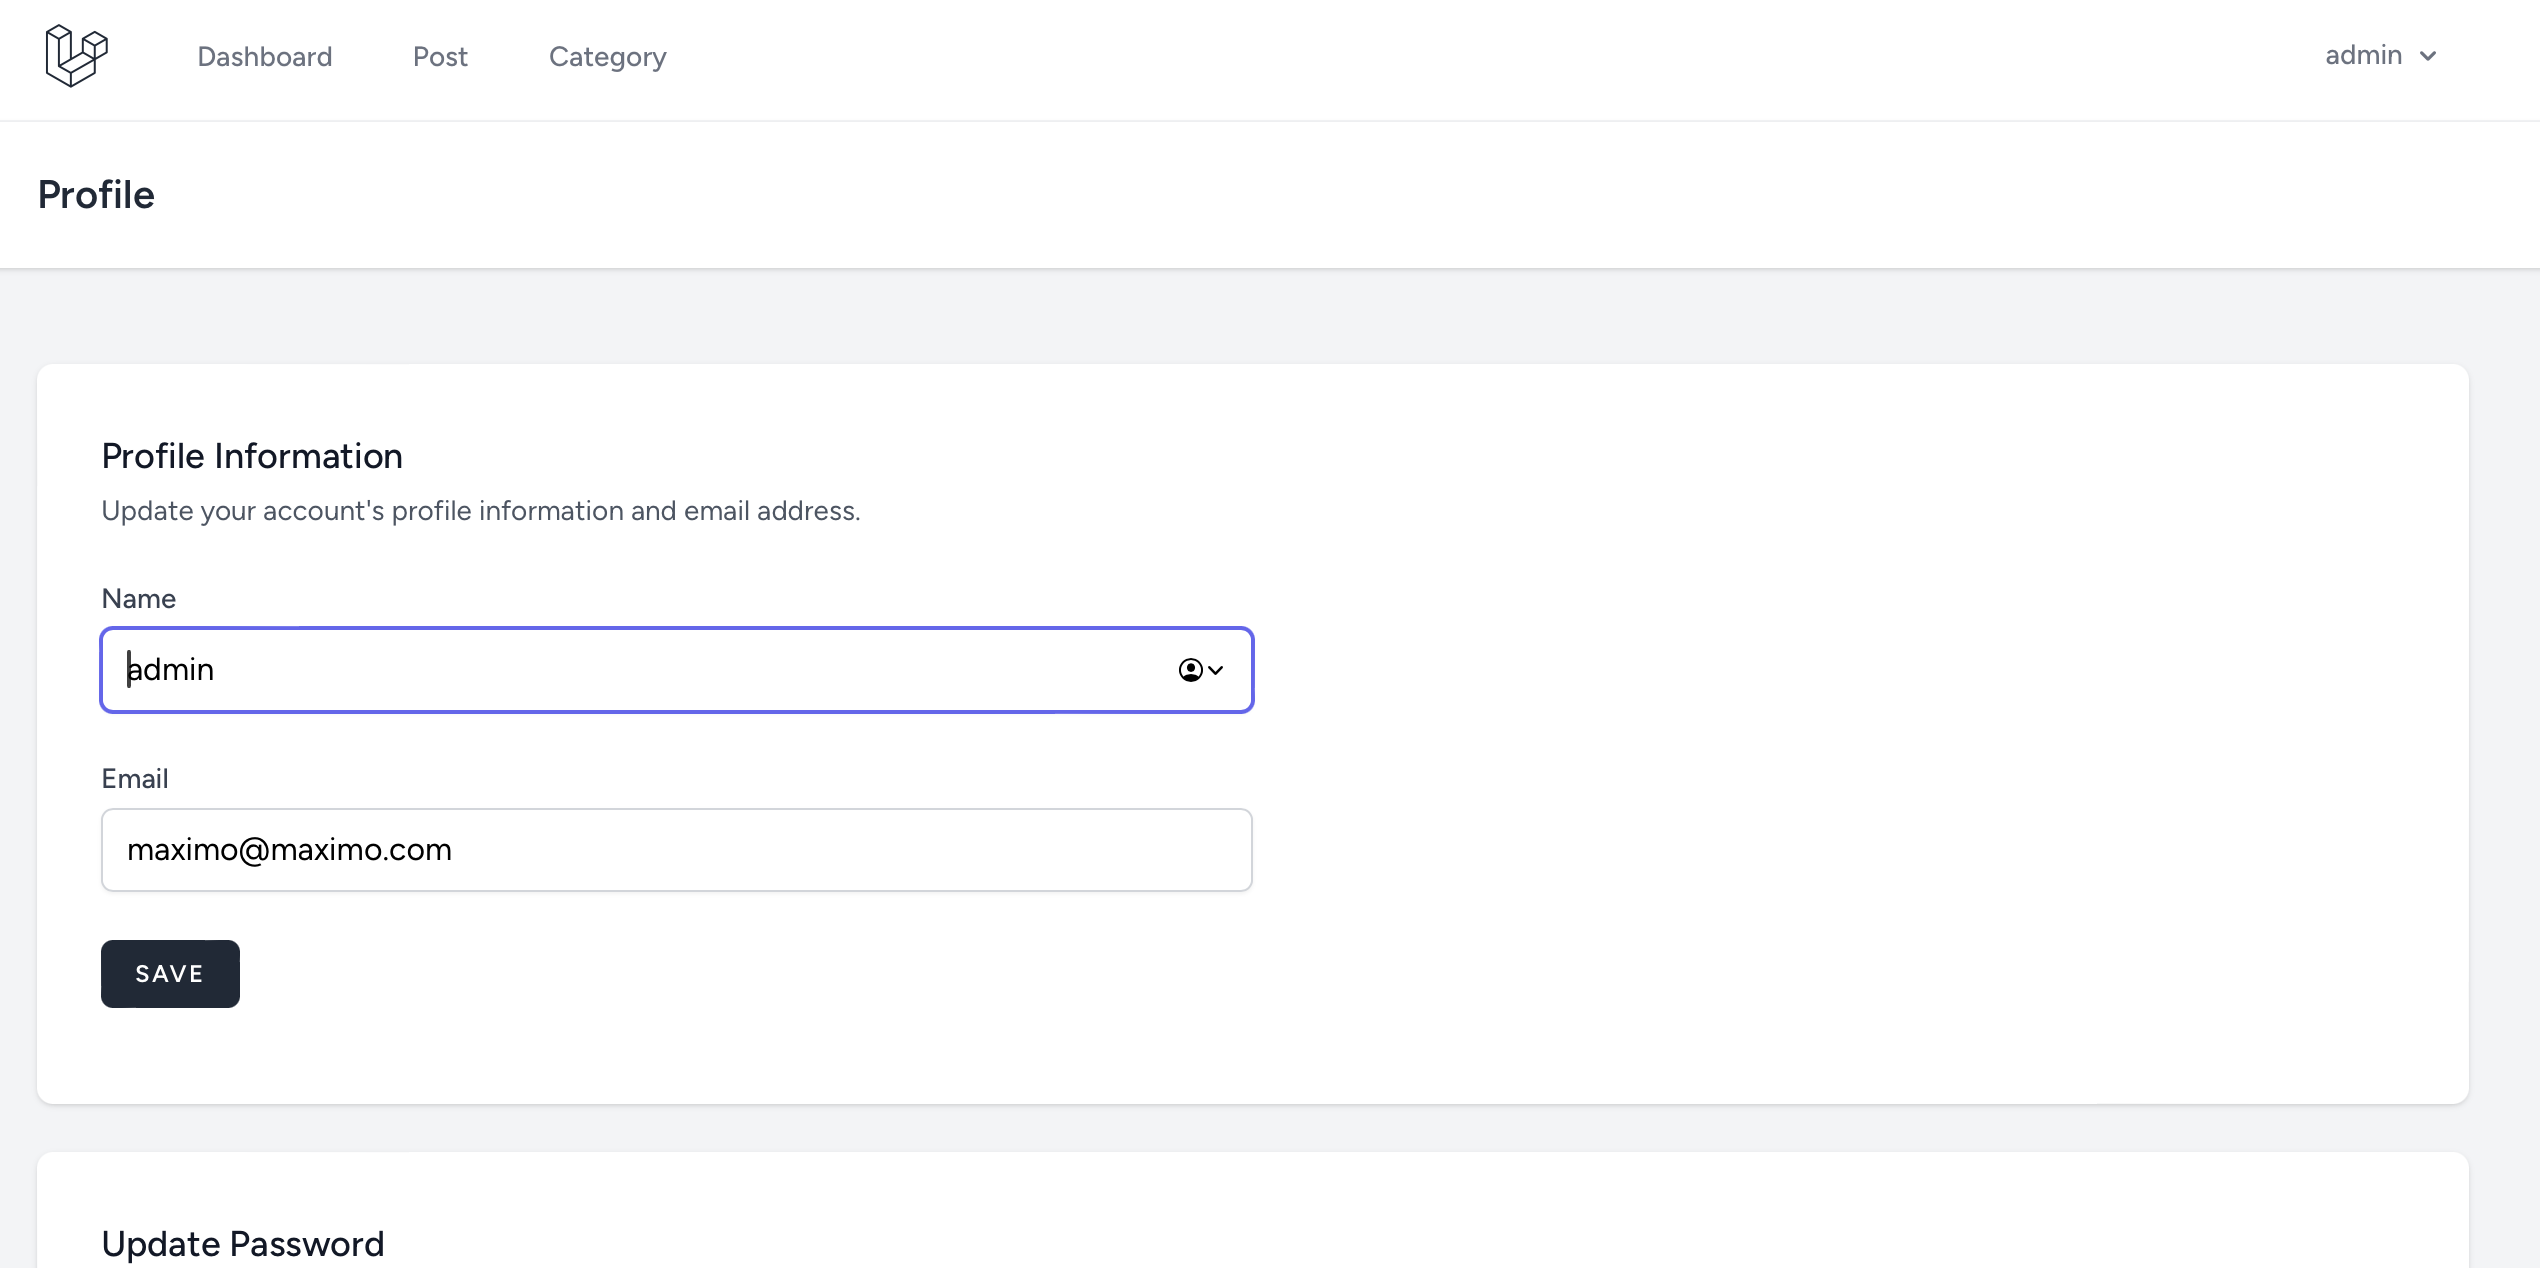 Dashboard Post Category admin
Profile
Profile Information
Update your account's profile information and email address.
Name
admin
Email
maximo@maximo.com
SAVE
Update Password